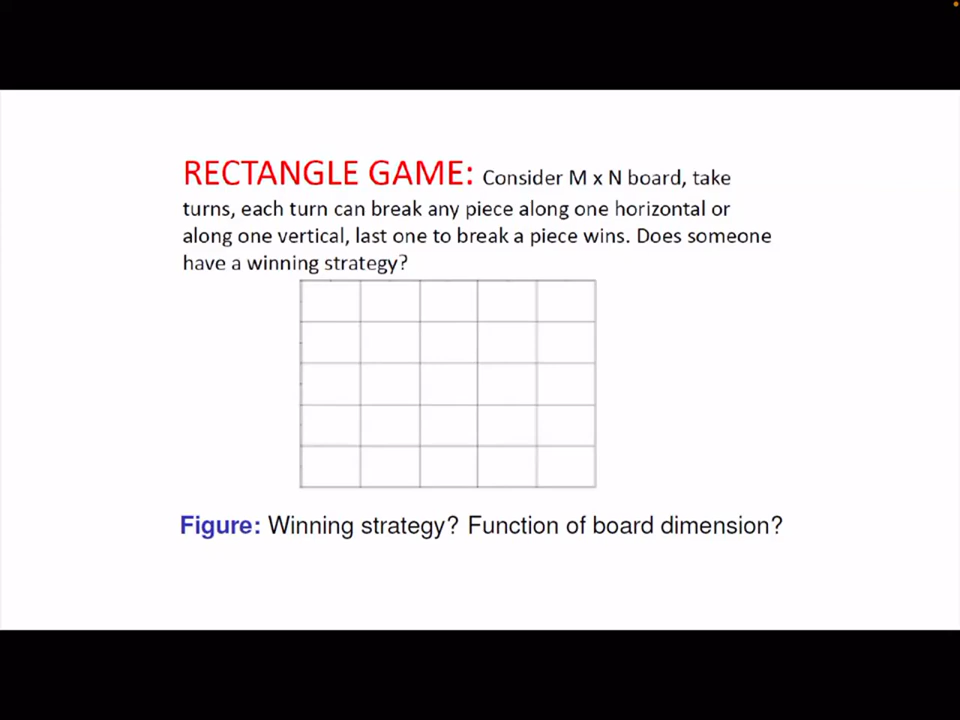 RECTANGLE GAME: Consider M x N board, take
turns, each turn can break any piece along one horizontal or
along one vertical, last one to break a piece wins. Does someone
have a winning strategy?
Figure: Winning strategy? Function of board dimension?